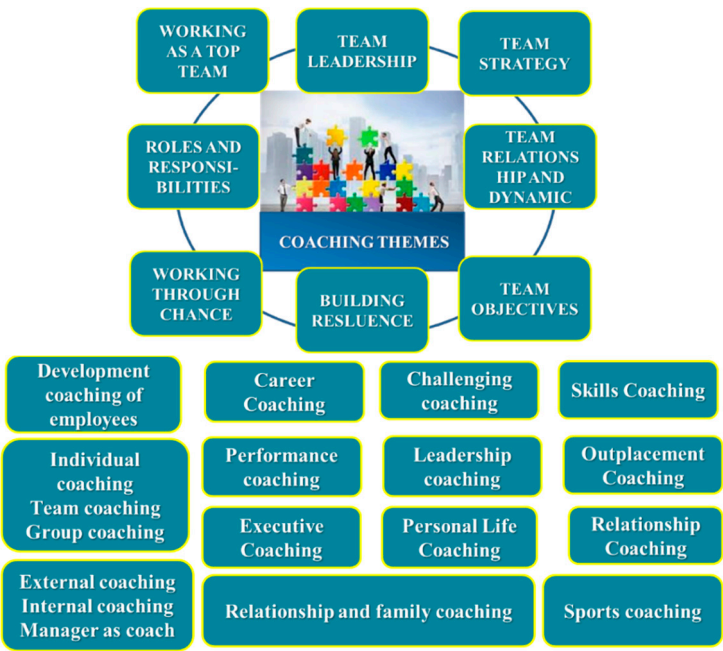 WORKING
AS A TOP
TEAM
TEAM
LEADERSHIP
TEAM
STRATEGY
ROLES AND
RESPONSI-
BILITIES
TEAM
RELATIONS
HIP AND
DYNAMIC
COACHING THEMES
WORKING
THROUGH
CHANCE
BUILDING
RESLUENCE
TEAM
OBJECTIVES
Development
coaching of
employees
Career
Coaching
Challenging
coaching
Skills Coaching
Individual
coaching
Team coaching
Group coaching
Performance
coaching
Leadership
coaching
Outplacement
Coaching
Executive
Coaching
Personal Life
Coaching
Relationship
Coaching
External coaching
Internal coaching
Manager as coach
Relationship and family coaching
Sports coaching